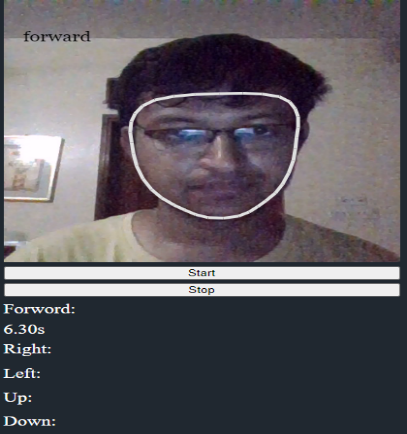 forward
Start
Stop
Forword:
6.30s
Right:
Left:
Up:
Down: